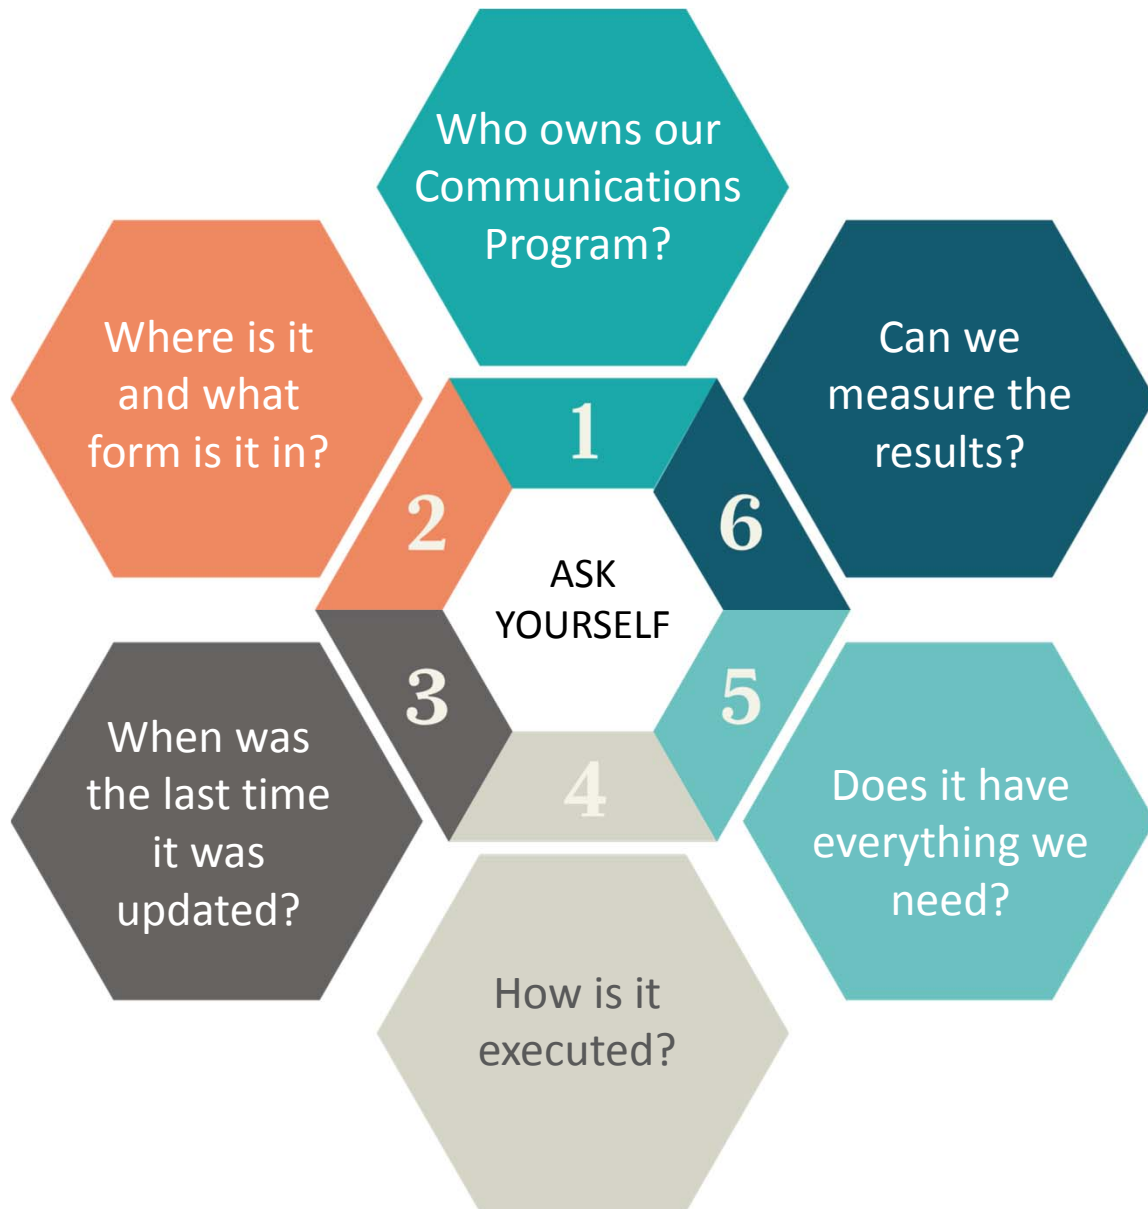 Who owns our
Communications
Program?
1
Where is it
and what
form is it in?
2
When was
the last time
it was
updated?
3
How is it
executed?
4
Does it have
everything we
need?
5
Can we
measure the
results?
6
ASK
YOURSELF